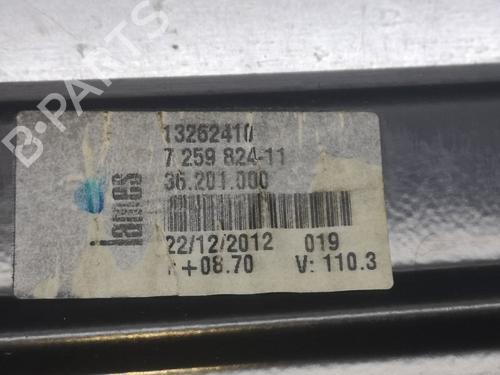 B-PARTS
13262410
7 259 824-11
36.201.000
22/12/2012 019
+08.70 V: 110.3